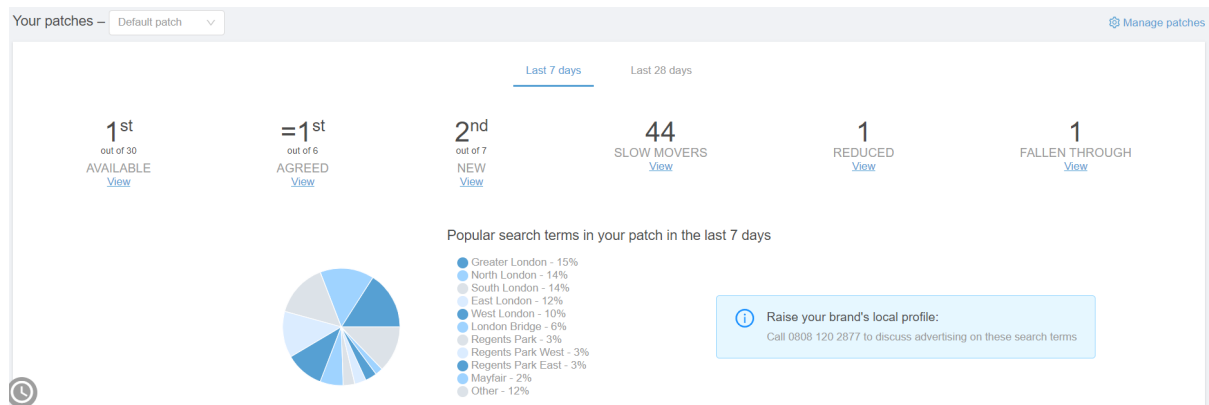 Your patches – Default patch
Manage patches
Last 7 days Last 28 days
1st
out of 30
AVAILABLE
View
=1st
out of 6
AGREED
View
2nd
out of 7
NEW
View
44
SLOW MOVERS
View
1
REDUCED
View
1
FALLEN THROUGH
View
Popular search terms in your patch in the last 7 days
Greater London - 15%
North London - 14%
South London - 14%
East London - 12%
West London - 10%
London Bridge - 6%
Regents Park - 3%
Regents Park West - 3%
Regents Park East - 3%
Mayfair - 2%
Other - 12%
Raise your brand's local profile:
Call 0808 120 2877 to discuss advertising on these search terms